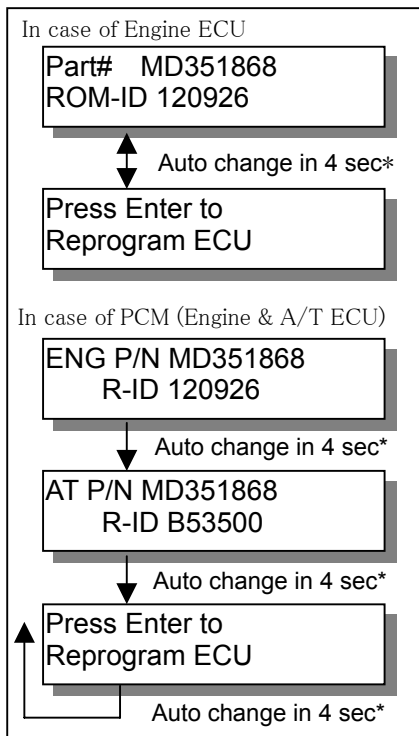 In case of Engine ECU
Part# MD351868
ROM-ID 120926
Auto change in 4 sec*
Press Enter to
Reprogram ECU
In case of PCM (Engine & A/T ECU)
ENG P/N MD351868
R-ID 120926
Auto change in 4 sec*
AT P/N MD351868
R-ID B53500
Auto change in 4 sec*
Press Enter to
Reprogram ECU
Auto change in 4 sec*